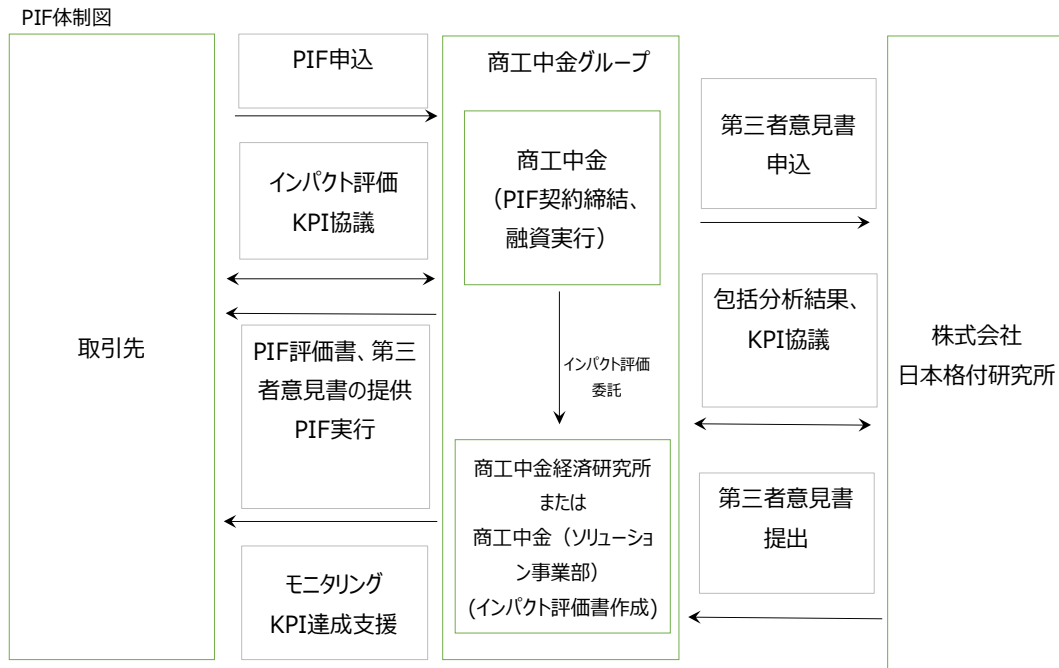 PIF体制図
取引先
PIF申込
インパクト評価
KPI協議
PIF評価書、第三
者意見書の提供
PIF実行
モニタリング
KPI達成支援
商工中金グループ
商工中金
（PIF契約締結、
融資実行）
インパクト評価
委託
商工中金経済研究所
または
商工中金（ソリューショ
ン事業部）
(インパクト評価書作成)
第三者意見書
申込
包括分析結果、
KPI協議
第三者意見書
提出
株式会社
日本格付研究所